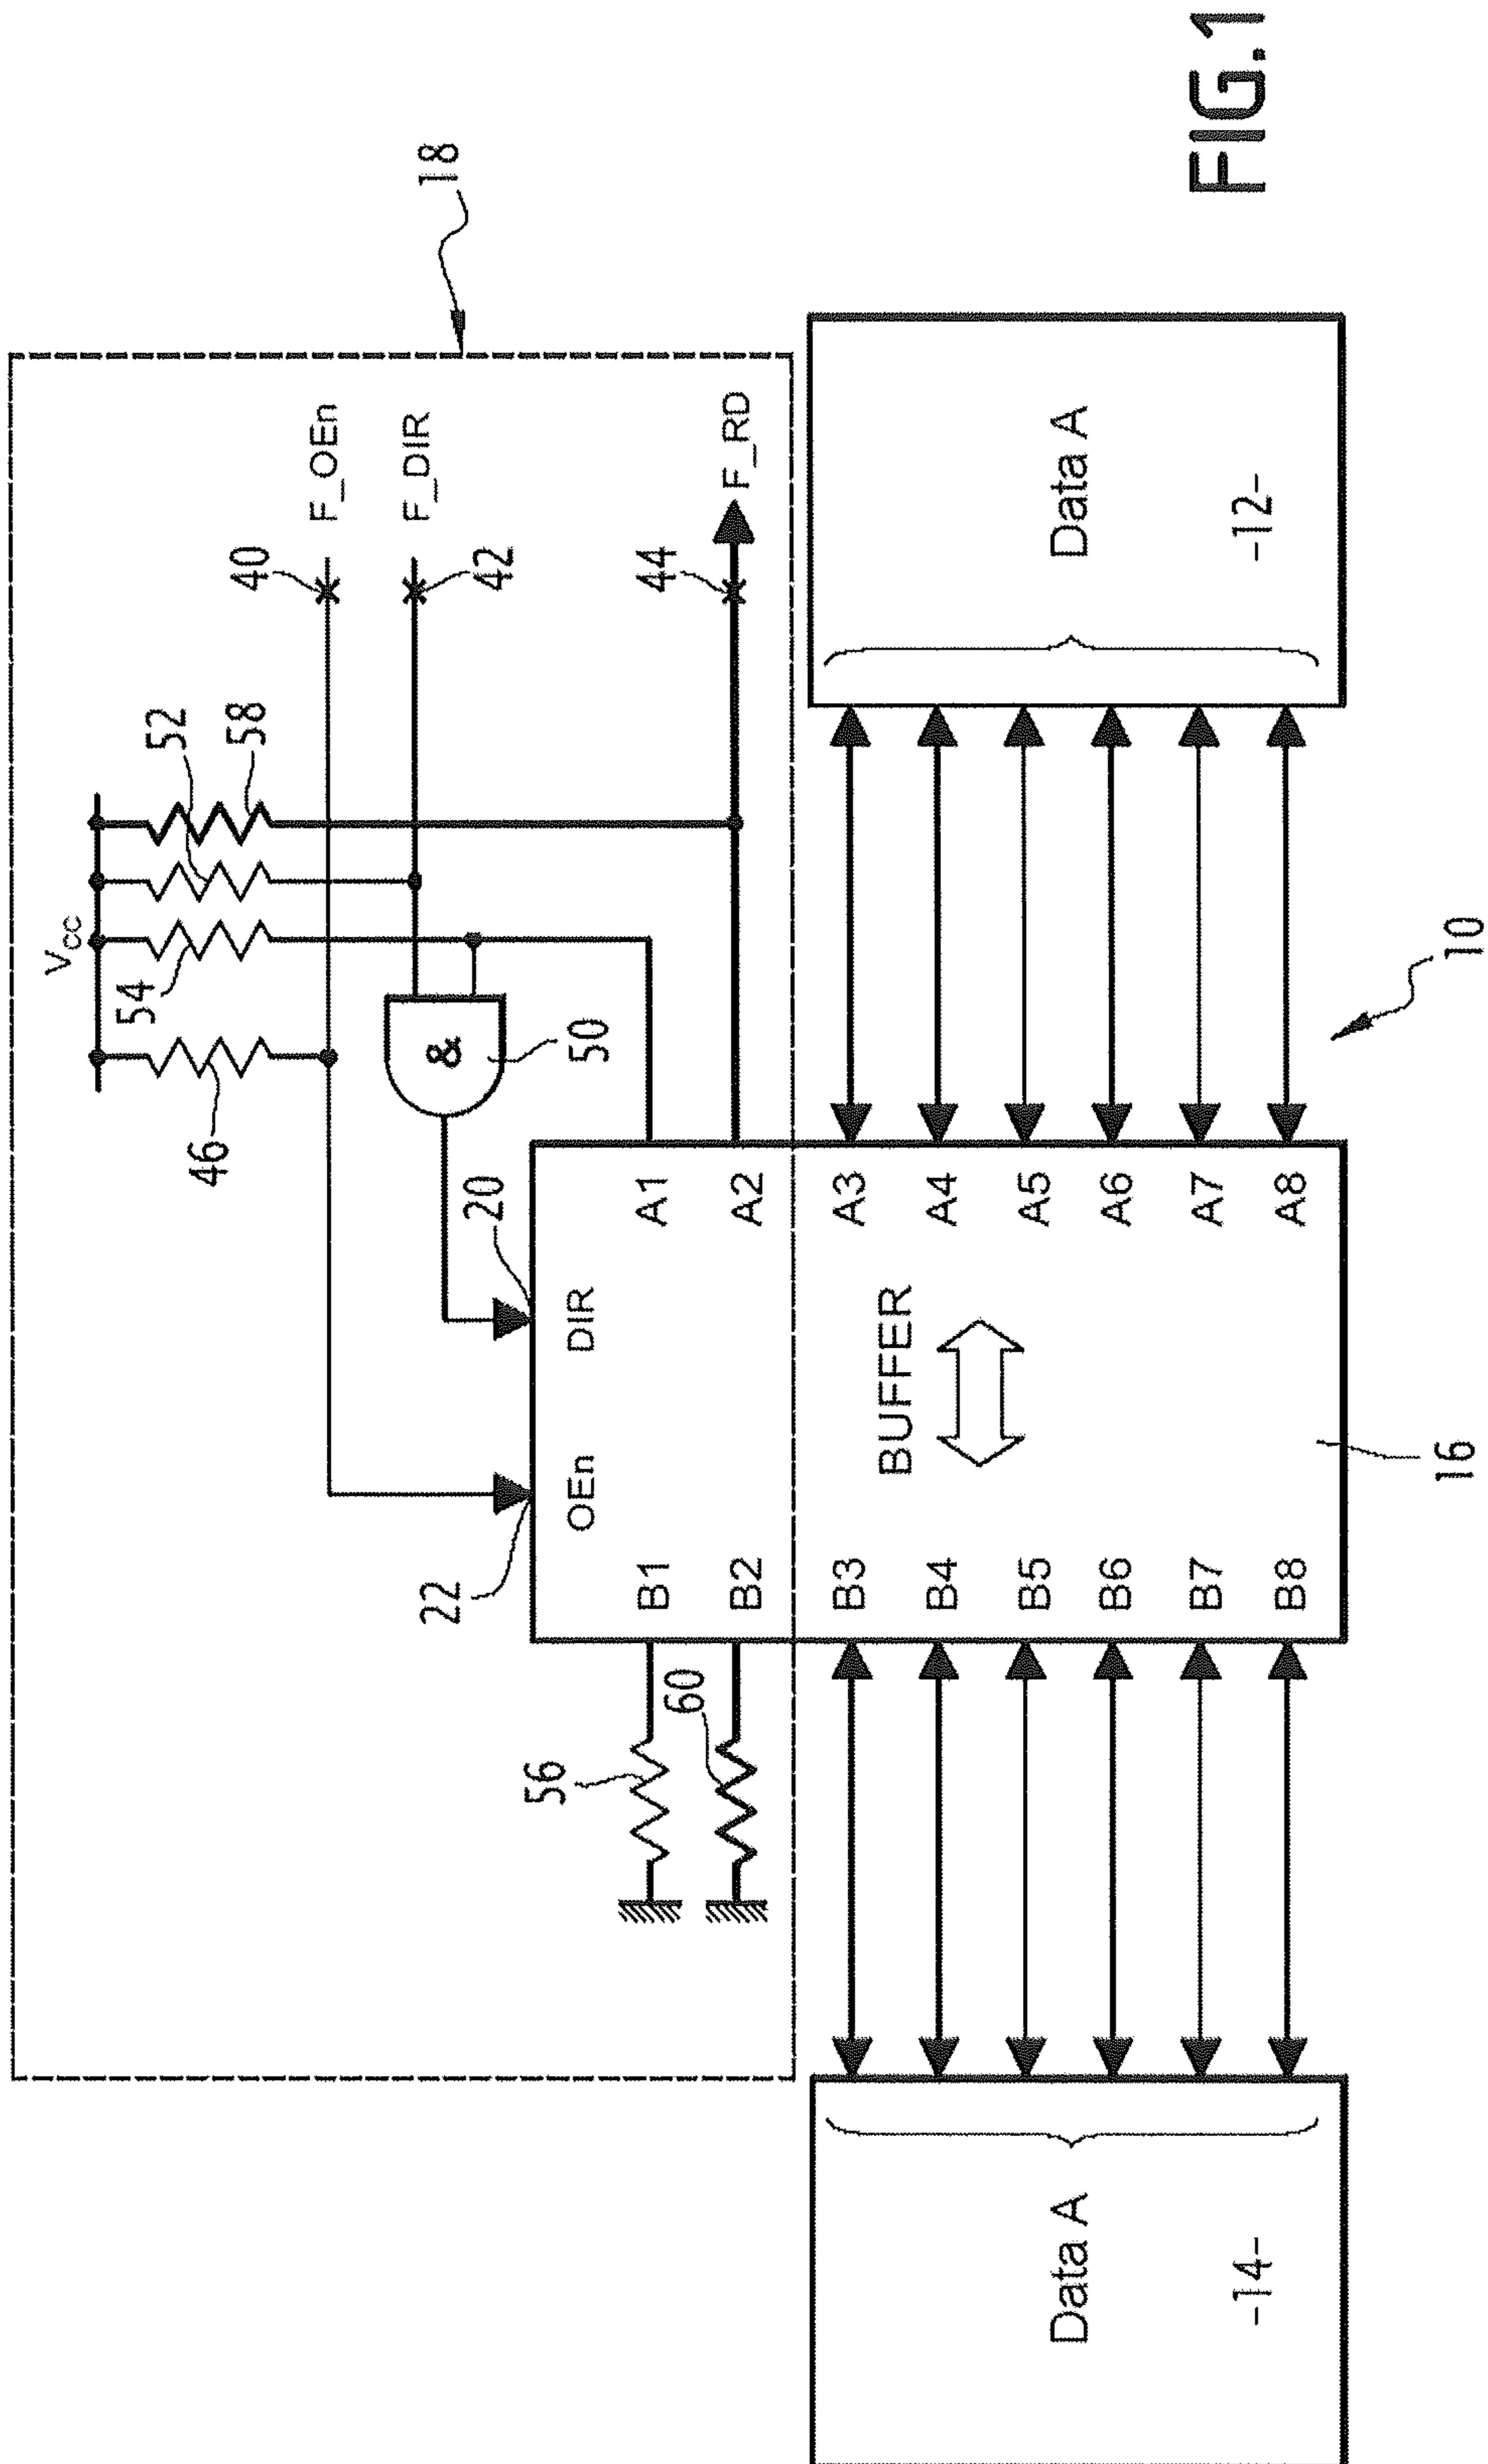 18
V_CC
F_OEn
F_DIR
F_RD
40
42
44
46
54
52
58
&
50
20
22
OEn
DIR
B1
A1
B2
A2
56
60
BUFFER
B3
A3
B4
A4
B5
A5
B6
A6
B7
A7
B8
A8
Data A
-14-
Data A
-12-
16
10
FIG.1